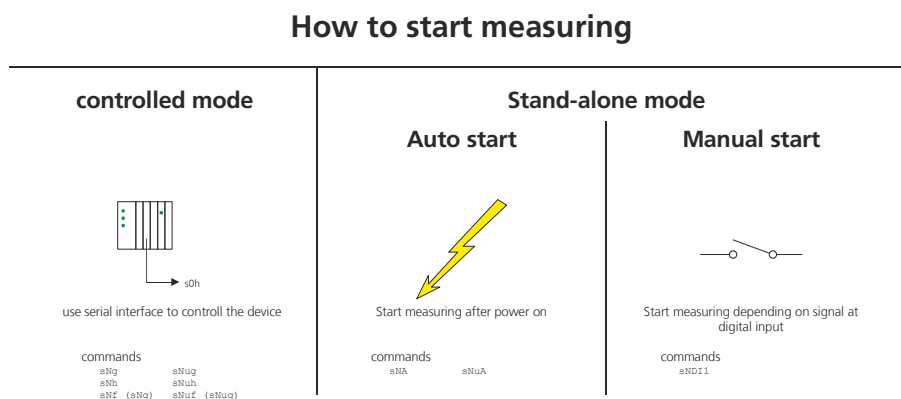 How to start measuring
controlled mode
Stand-alone mode
Auto start
Manual start
s0h
use serial interface to controll the device
Start measuring after power on
Start measuring depending on signal at
digital input
commands
sNg sNug
sNh sNuh
sNf (sNg) sNuf (sNug)
commands
sNA sNuA
commands
sNDI1